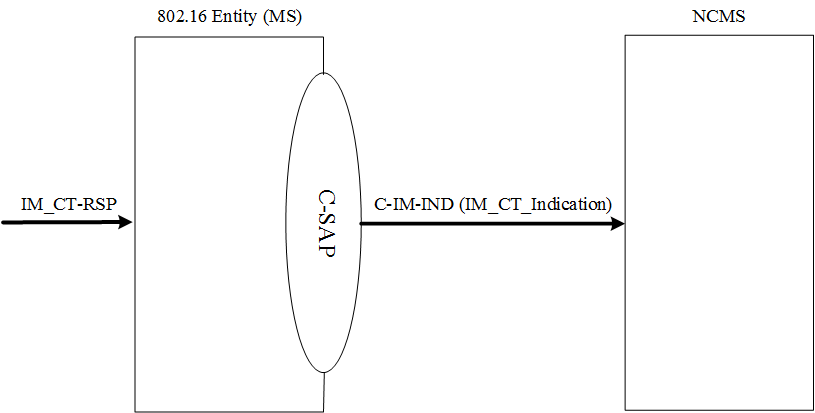 802.16 Entity (MS)
NCMS
IM_CT-RSP
C-SAP
C-IM-IND (IM_CT_Indication)